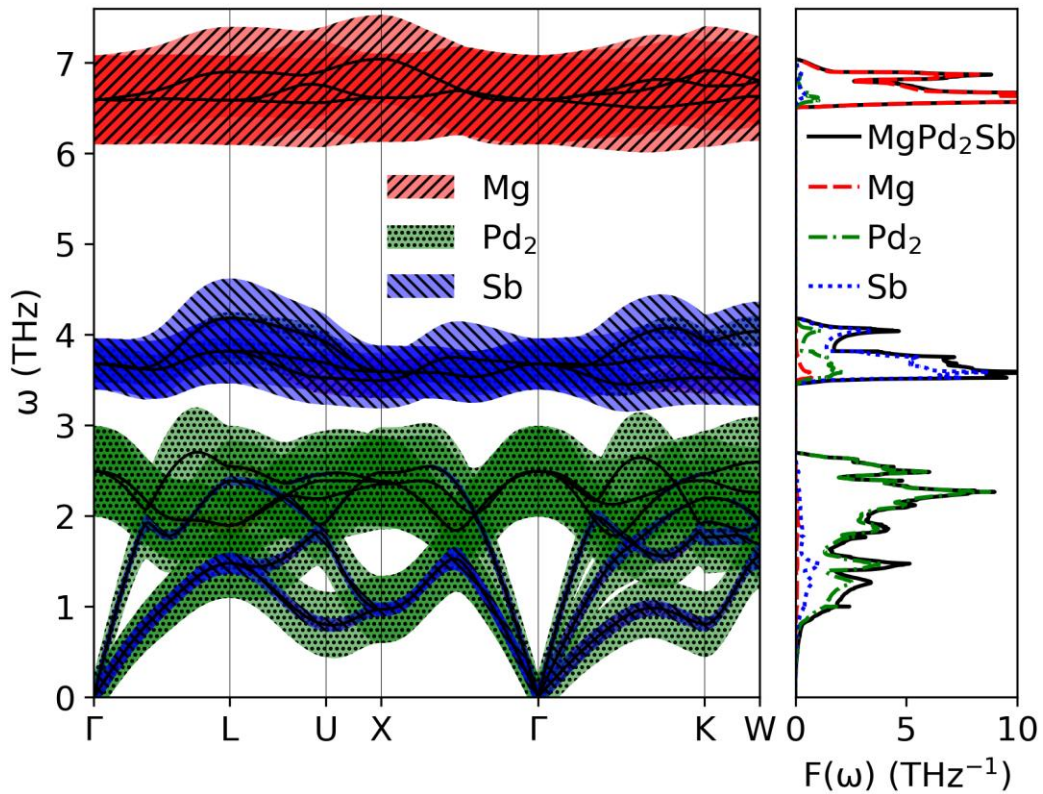 7
6
5
4
3
2
1
0
ω (THz)
Mg
Pd₂
Sb
Γ L U X Γ K W
MgPd₂Sb
Mg
Pd₂
Sb
0 5 10
F(ω) (THz⁻¹)